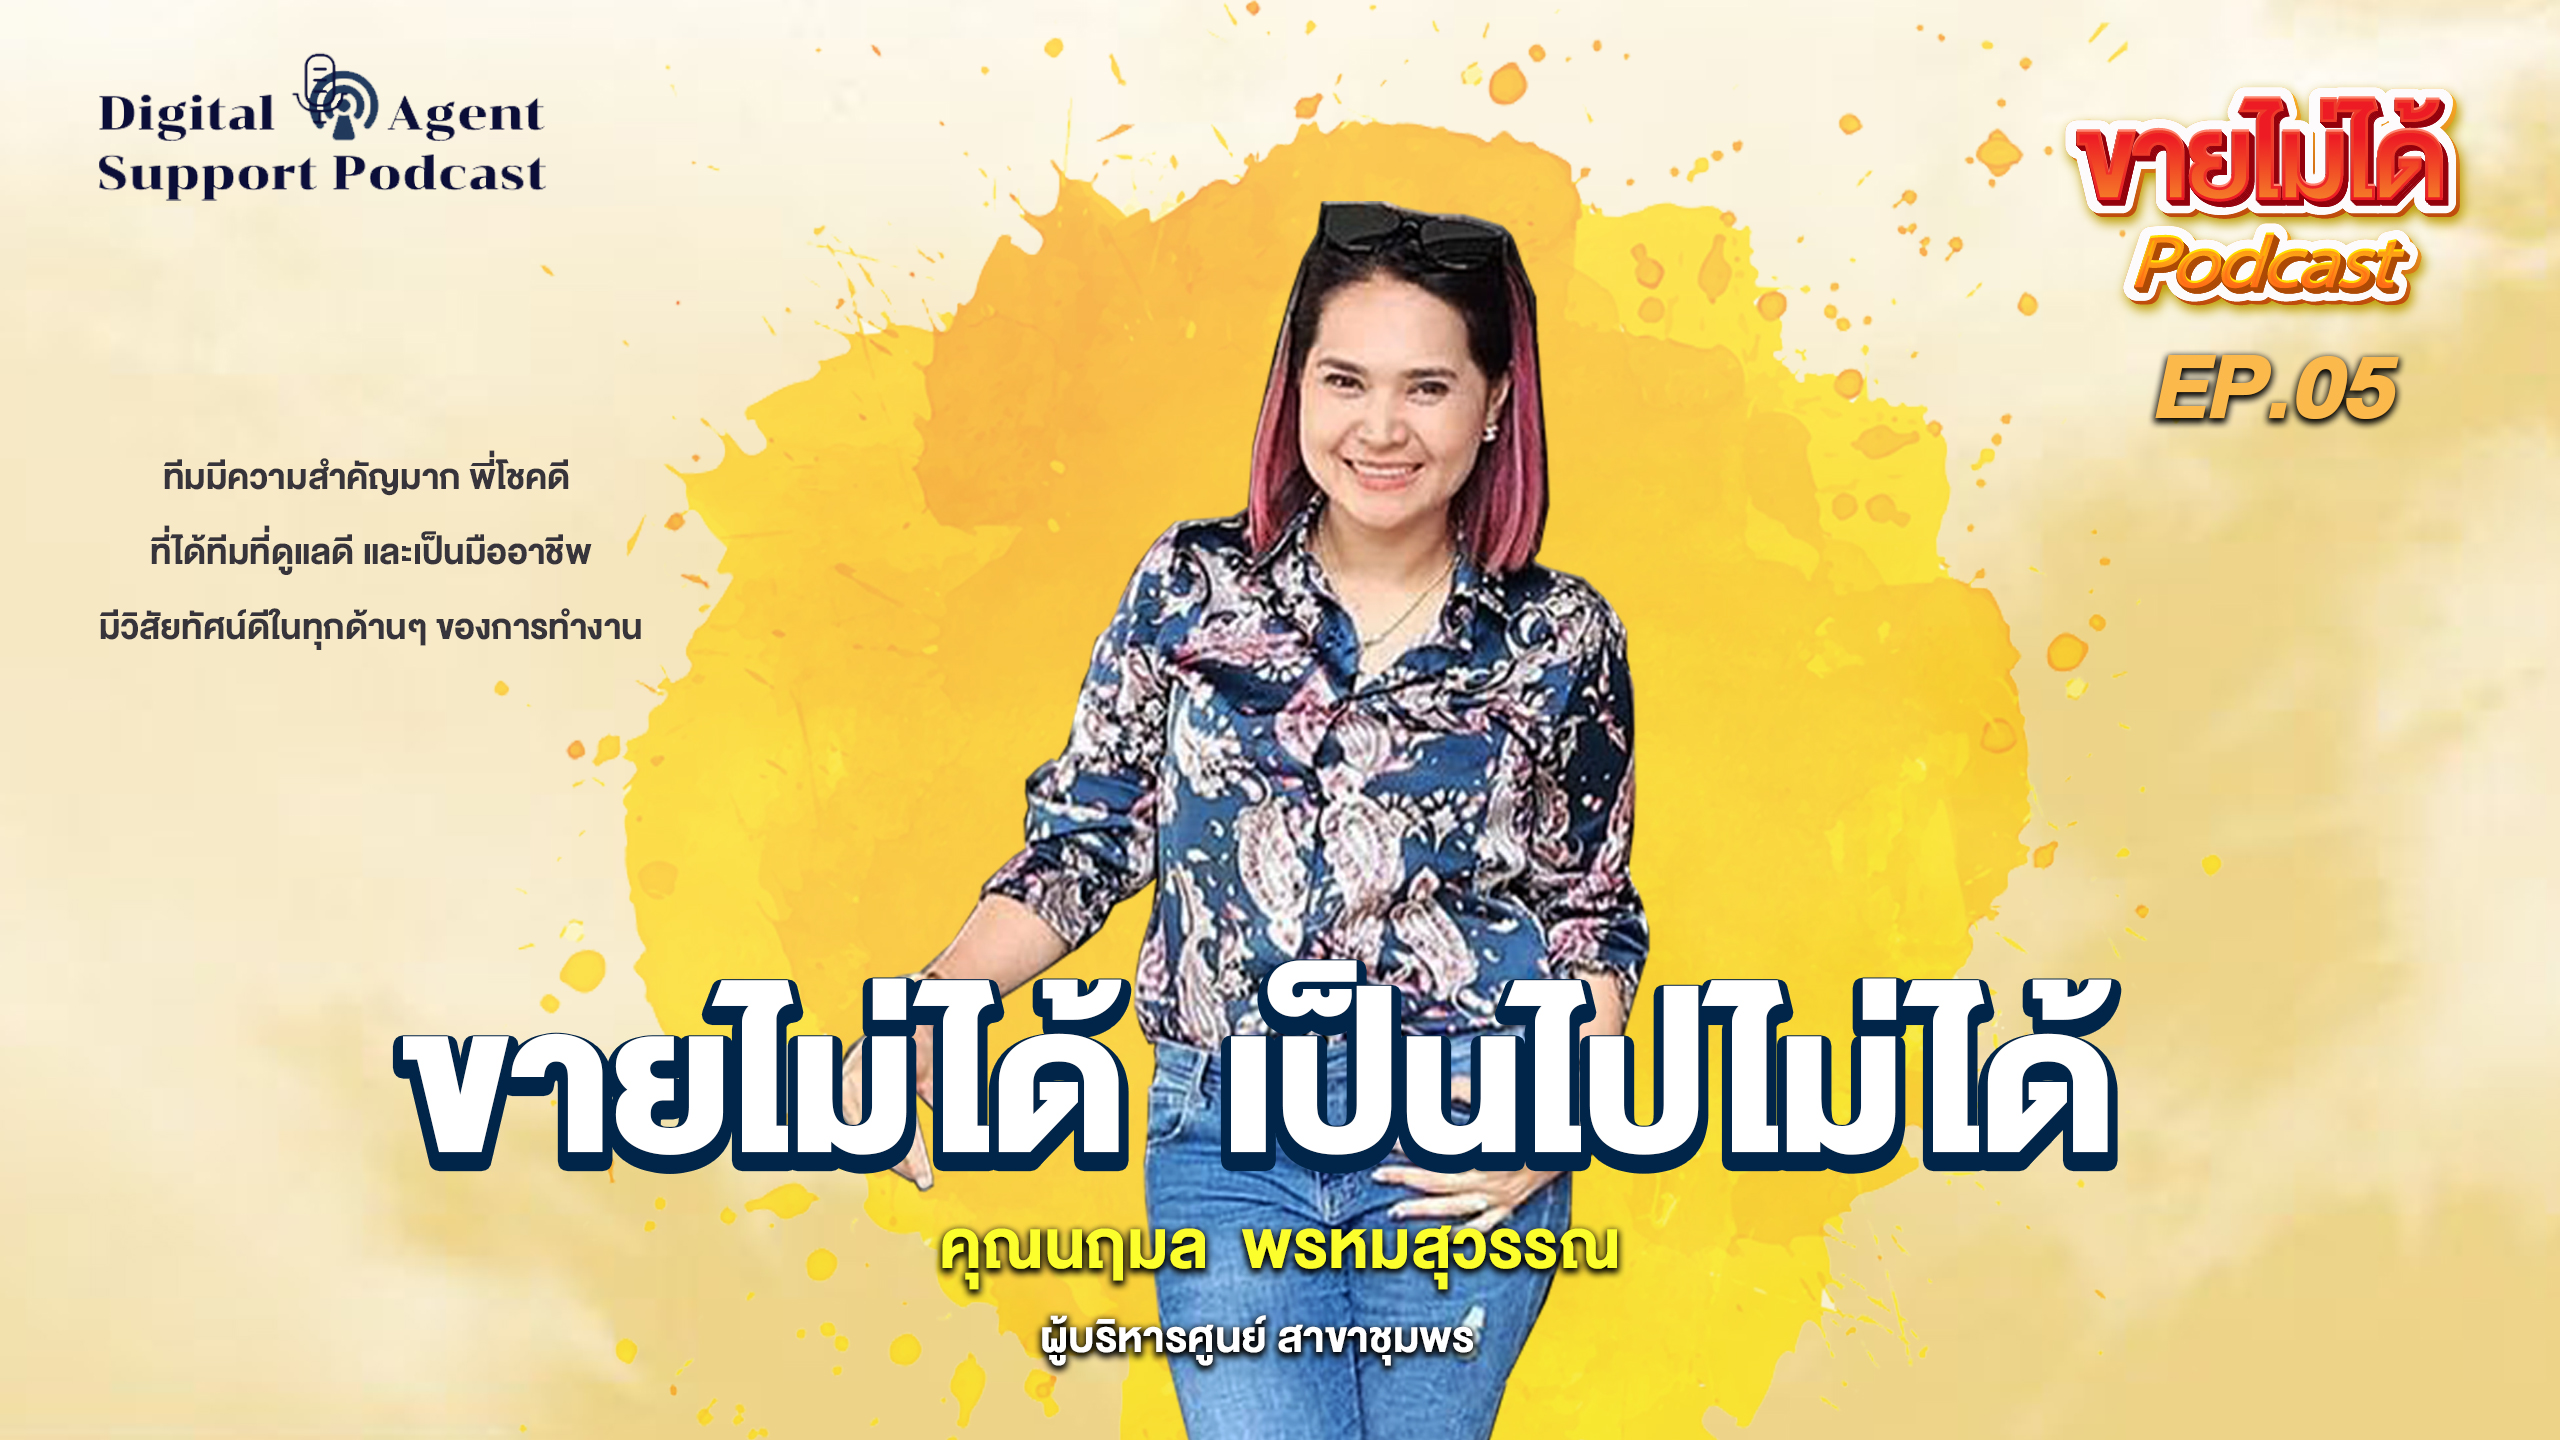 Digital Agent
Support Podcast
ขายไม่ได้
Podcast
EP.05
ทีมมีความสำคัญมาก พี่โชคดี
ที่ได้ทีมที่ดูแลดี และเป็นมืออาชีพ
มีวิสัยทัศน์ดีในทุกด้านๆ ของการทำงาน
ขายไม่ได้ เป็นไปไม่ได้
คุณนฤมล พรหมสุวรรณ
ผู้บริหารศูนย์ สาขาชุมพร